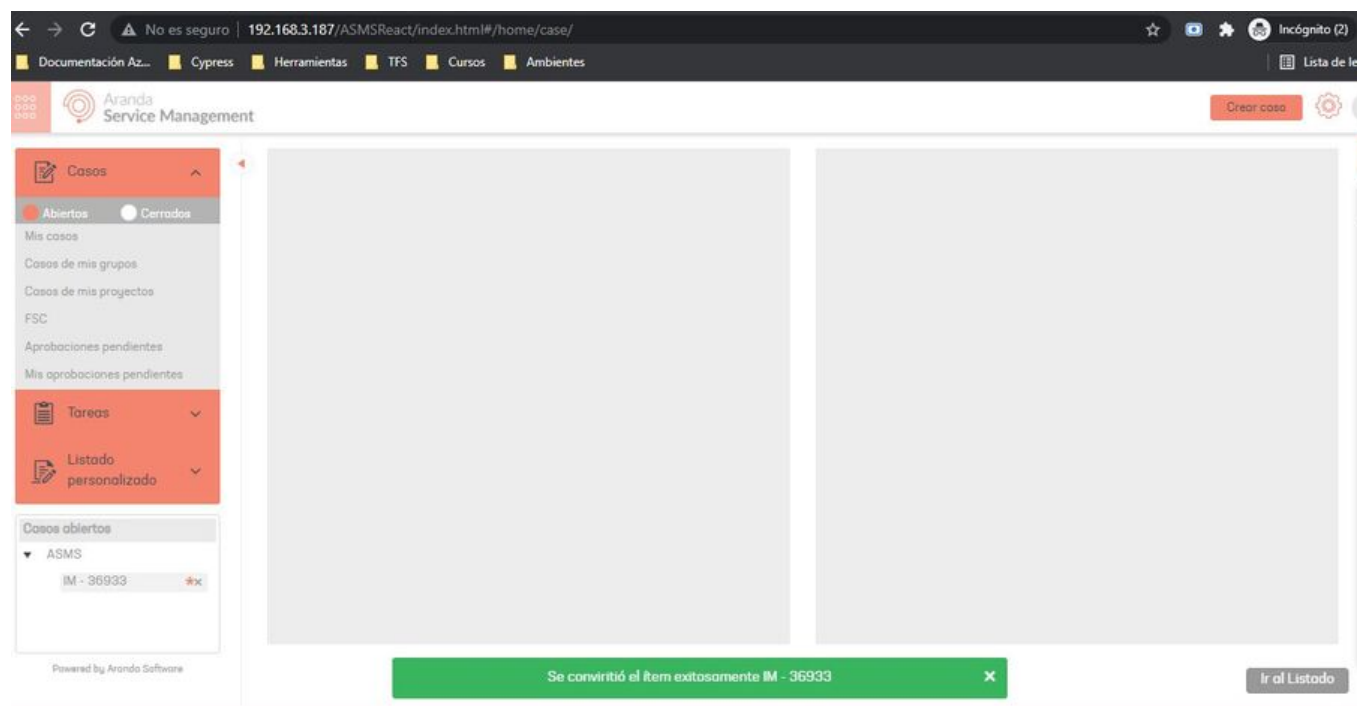 No es seguro | 192.168.3.187/ASMSReact/index.html#/home/case/
Incógnito (2)
Documentación Az... Cypress Herramientas TFS Cursos Ambientes
Lista de le
Aranda
Service Management
Crear caso
Casos
Abiertos Cerrados
Mis casos
Casos de mis grupos
Casos de mis proyectos
FSC
Aprobaciones pendientes
Mis aprobaciones pendientes
Tareas
Listado
personalizado
Casos abiertos
ASMS
IM - 36933
Powered by Aranda Software
Se conviritió el ítem exitosamente IM - 36933
Ir al Listado